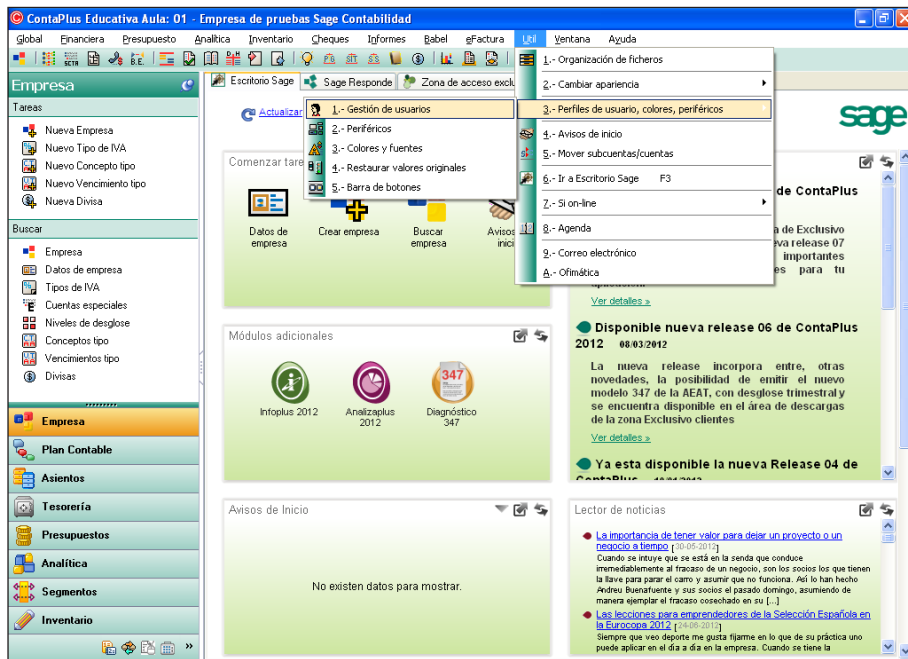 ContaPlus Educativa Aula: 01 - Empresa de pruebas Sage Contabilidad
Global Financiera Presupuesto Analítica Inventario Cheques Informes Babel eFactura Util Ventana Ayuda
Empresa
Tareas
Nueva Empresa
Nuevo Tipo de IVA
Nuevo Concepto tipo
Nuevo Vencimiento tipo
Nueva Divisa
Buscar
Empresa
Datos de empresa
Tipos de IVA
Cuentas especiales
Niveles de desglose
Conceptos tipo
Vencimientos tipo
Divisas
Empresa
Plan Contable
Asientos
Tesorería
Presupuestos
Analítica
Segmentos
Inventario
Escritorio Sage
Sage Responde
Zona de acceso exclu
Actualizar
sage
1.- Gestión de usuarios
2.- Periféricos
3.- Colores y fuentes
4.- Restaurar valores originales
5.- Barra de botones
1.- Organización de ficheros
2.- Cambiar apariencia
3.- Perfiles de usuario, colores, periféricos
4.- Avisos de inicio
5.- Mover subcuentas/cuentas
6.- Ir a Escritorio Sage F3
7.- Si on-line
8.- Agenda
9.- Correo electrónico
A.- Ofimática
Comenzar tare
Datos de
empresa
Crear empresa
Buscar
empresa
Avisos
inici
Módulos adicionales
Infoplus 2012
Analizaplus
2012
347
Diagnóstico
347
Avisos de Inicio
No existen datos para mostrar.
de ContaPlus
a de Exclusivo
eva release 07
importantes
es para tu
Ver detalles »
Disponible nueva release 06 de ContaPlus
2012 08/03/2012
La nueva release incorpora entre, otras
novedades, la posibilidad de emitir el nuevo
modelo 347 de la AEAT, con desglose trimestral y
se encuentra disponible en el área de descargas
de la zona Exclusivo clientes
Ver detalles »
Ya esta disponible la nueva Release 04 de
Lector de noticias
La importancia de tener valor para dejar un proyecto o un
negocio a tiempo [30-05-2012]
Cuando se intuye que se está en la senda que conduce
irremediablemente al fracaso de un negocio, son los socios los que tienen
la llave para parar el carro y asumir que no funciona. Así lo han hecho
Andreu Buenafuente y sus socios el pasado domingo, asumiendo de
manera ejemplar el fracaso cosechado en su [...]
Las lecciones para emprendedores de la Selección Española en
la Eurocopa 2012 [24-06-2012]
Siempre que veo deporte me gusta fijarme en lo que de su práctica uno
puede aplicar en el día a día en la empresa. Cuando se tiene la